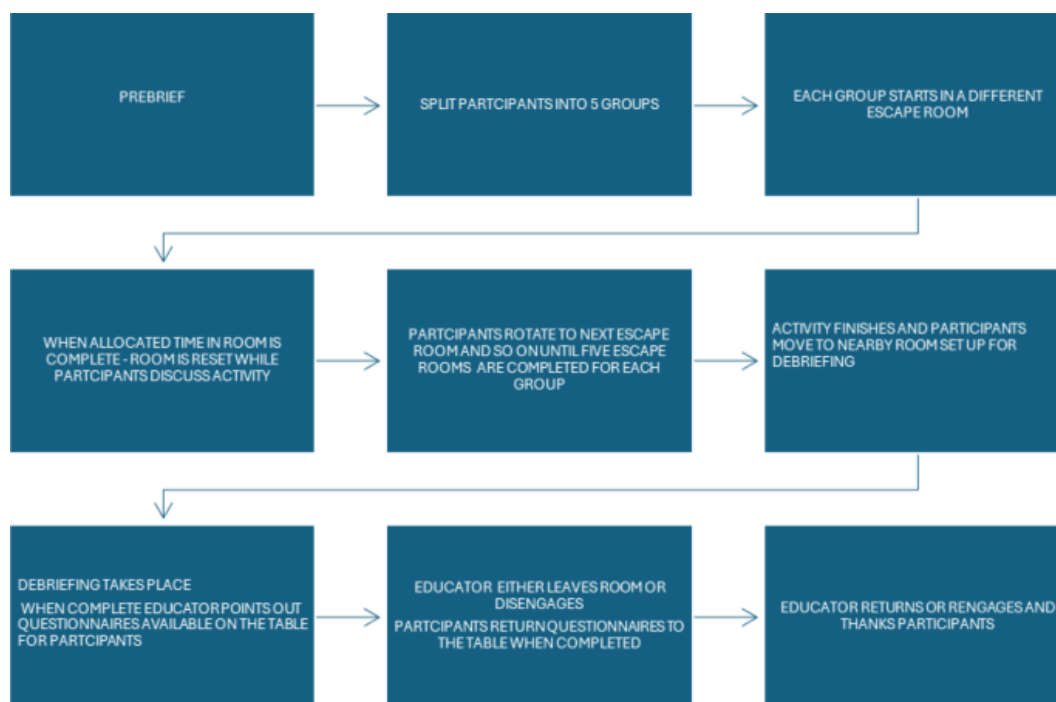 PREBRIEF
SPLIT PARTCIPANTS INTO 5 GROUPS
EACH GROUP STARTS IN A DIFFERENT
ESCAPE ROOM
WHEN ALLOCATED TIME IN ROOM IS
COMPLETE - ROOM IS RESET WHILE
PARTCIPANTS DISCUSS ACTIVITY
PARTCIPANTS ROTATE TO NEXT ESCAPE
ROOM AND SO ON UNTIL FIVE ESCAPE
ROOMS ARE COMPLETED FOR EACH
GROUP
ACTIVITY FINISHES AND PARTICIPANTS
MOVE TO NEARBY ROOM SET UP FOR
DEBRIEFING
DEBRIEFING TAKES PLACE
WHEN COMPLETE EDUCATOR POINTS OUT
QUESTIONNAIRES AVAILABLE ON THE TABLE
FOR PARTCIPANTS
EDUCATOR EITHER LEAVES ROOM OR
DISENGAGES
PARTCIPANTS RETURN QUESTIONNAIRES TO
THE TABLE WHEN COMPLETED
EDUCATOR RETURNS OR RENGAGES AND
THANKS PARTICIPANTS